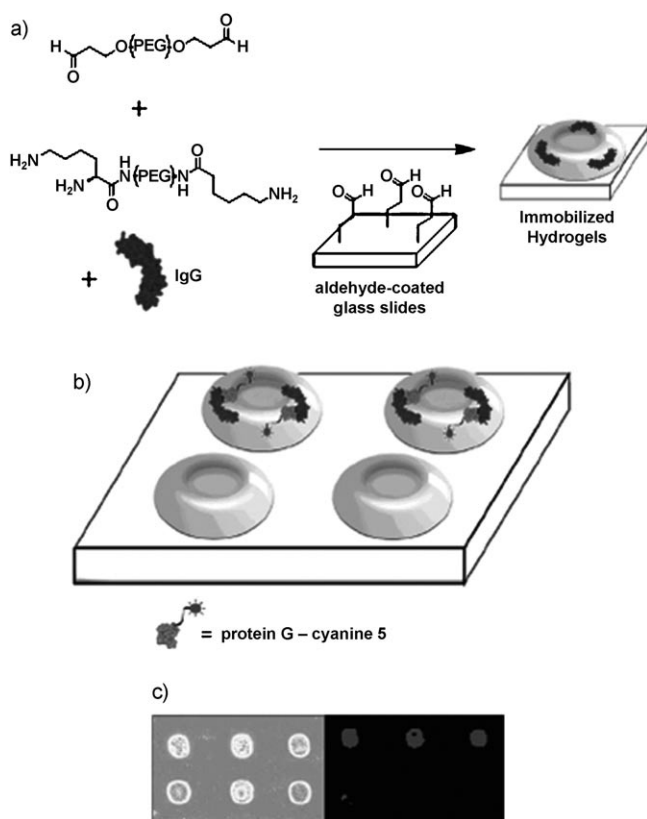 a)
H
O
O
(PEG)
O
H
O
+
H₂N
H₂N
O
H
N
(PEG)
N
H
O
NH₂
+
IgG
O
H
O
H
O
H
aldehyde-coated
glass slides
Immobilized
Hydrogels
b)
= protein G – cyanine 5
c)